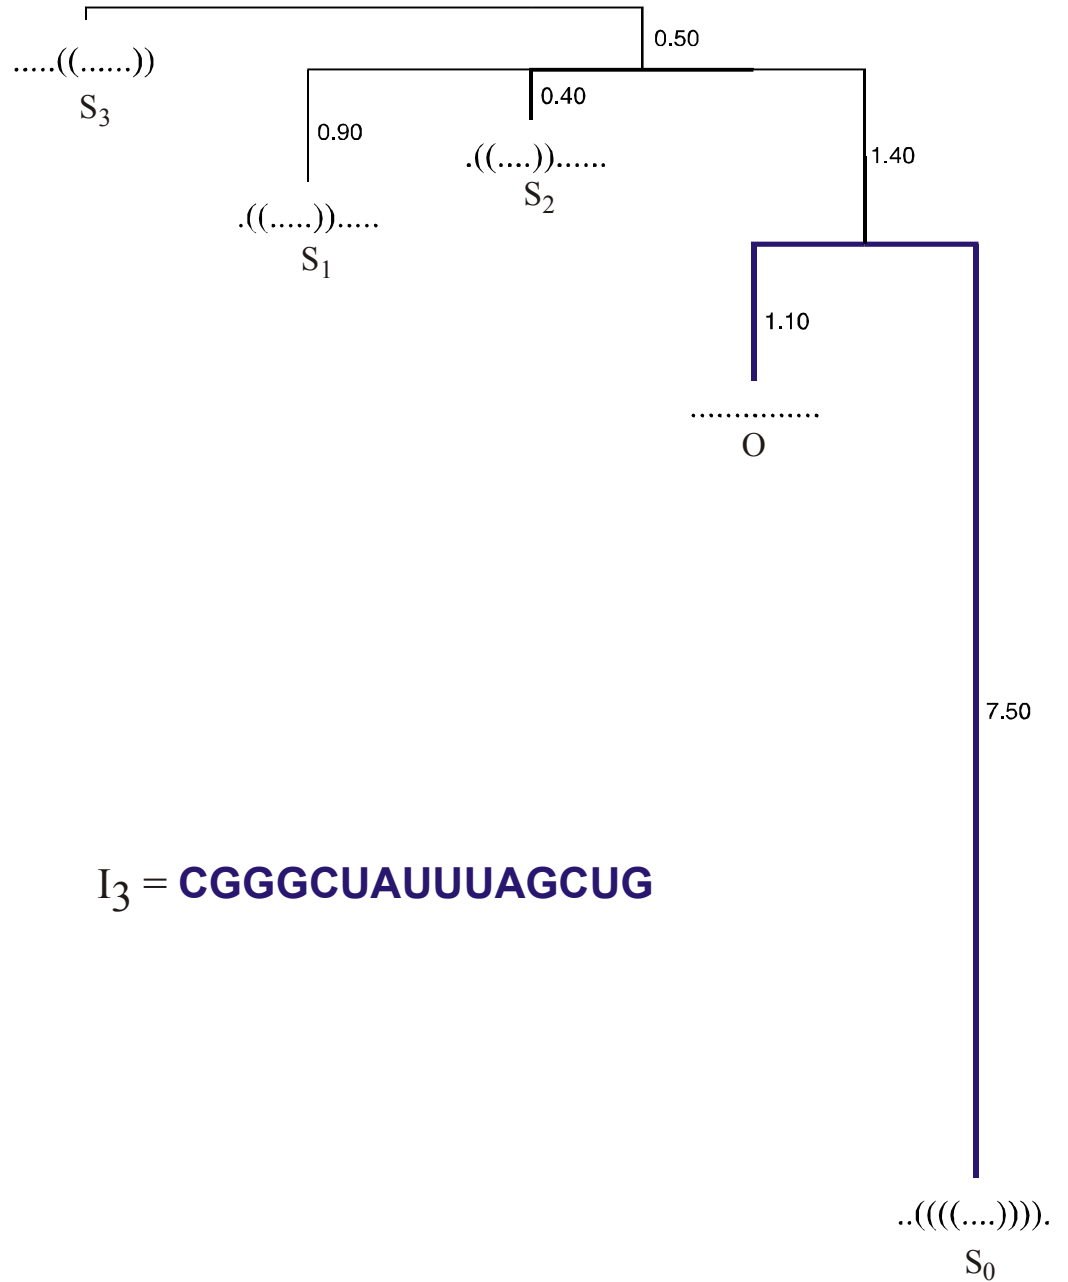 0.50
.....((......))
S3
0.40
0.90
.((....))......
1.40
S2
.((.....)).....
S1
1.10
...............
O
7.50
I3 = CGGGCUAUUUAGCUG
..((((....)))).
S0